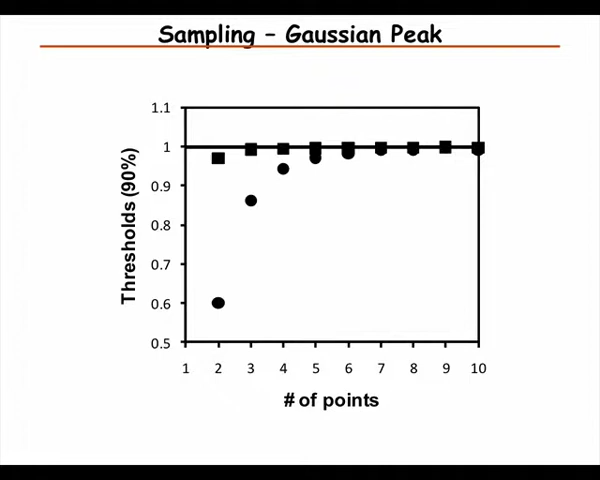 Sampling – Gaussian Peak
1.1
1
0.9
0.8
0.7
0.6
0.5
Thresholds (90%)
1 2 3 4 5 6 7 8 9 10
# of points